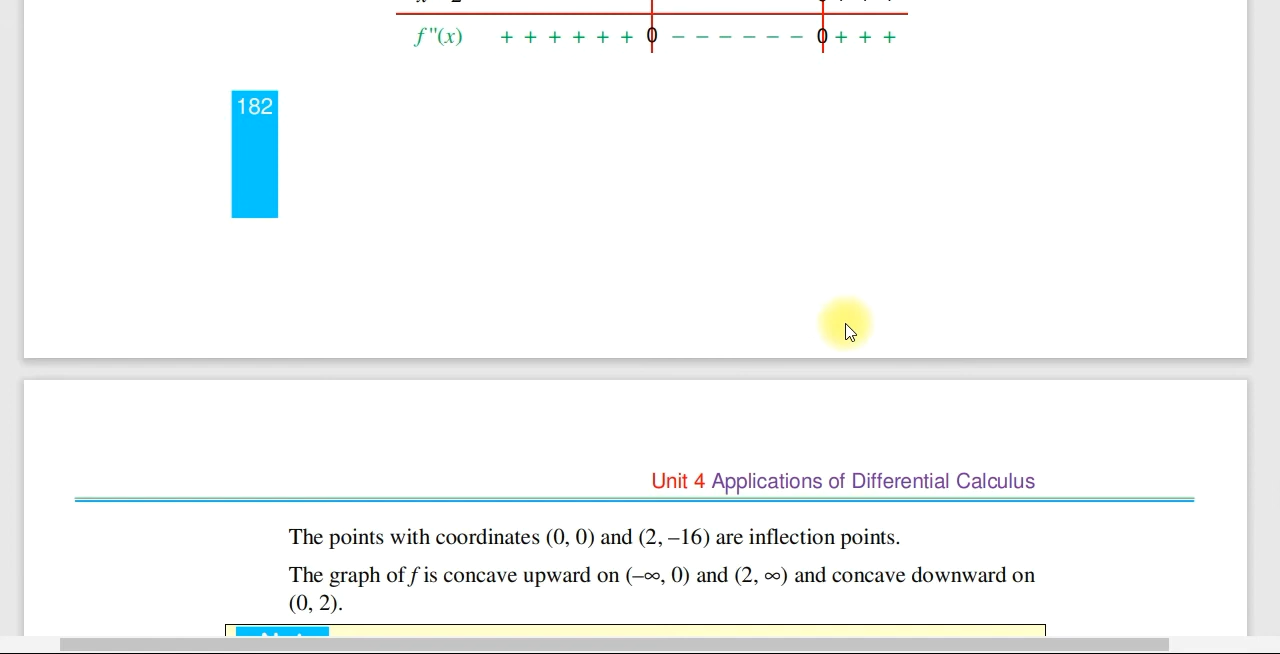 f "(x) + + + + + + 0 − − − − − − 0 + + +
182
Unit 4 Applications of Differential Calculus
The points with coordinates (0, 0) and (2, –16) are inflection points.
The graph of f is concave upward on (–∞, 0) and (2, ∞) and concave downward on
(0, 2).